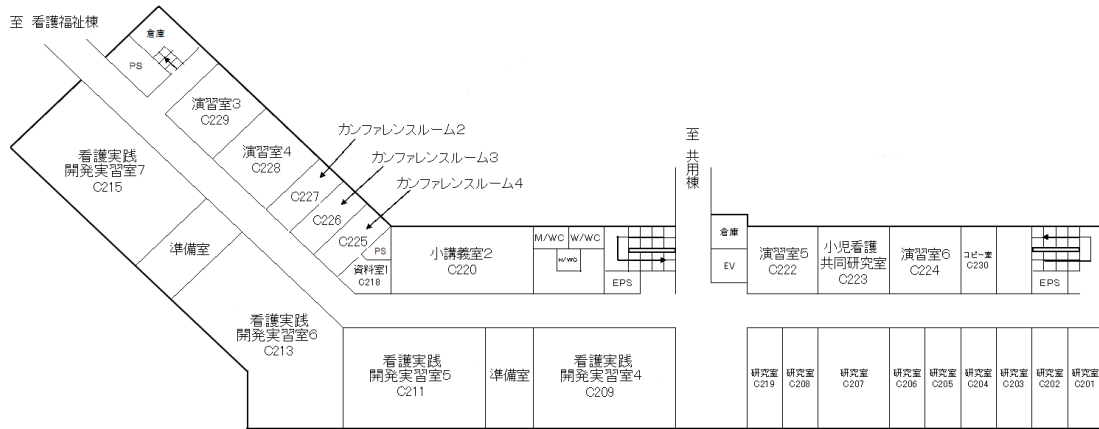 至 看護福祉棟
倉庫
PS
演習室3
C229
演習室4
C228
カンファレンスルーム2
カンファレンスルーム3
カンファレンスルーム4
C227
C226
C225
PS
資料室1
C218
看護実践
開発実習室7
C215
準備室
看護実践
開発実習室6
C213
小講義室2
C220
M/WC
W/WC
H/WC
EPS
至 共用棟
倉庫
EV
演習室5
C222
小児看護
共同研究室
C223
演習室6
C224
コピー室
C230
EPS
看護実践
開発実習室5
C211
準備室
看護実践
開発実習室4
C209
研究室
C219
研究室
C208
研究室
C207
研究室
C206
研究室
C205
研究室
C204
研究室
C203
研究室
C202
研究室
C201